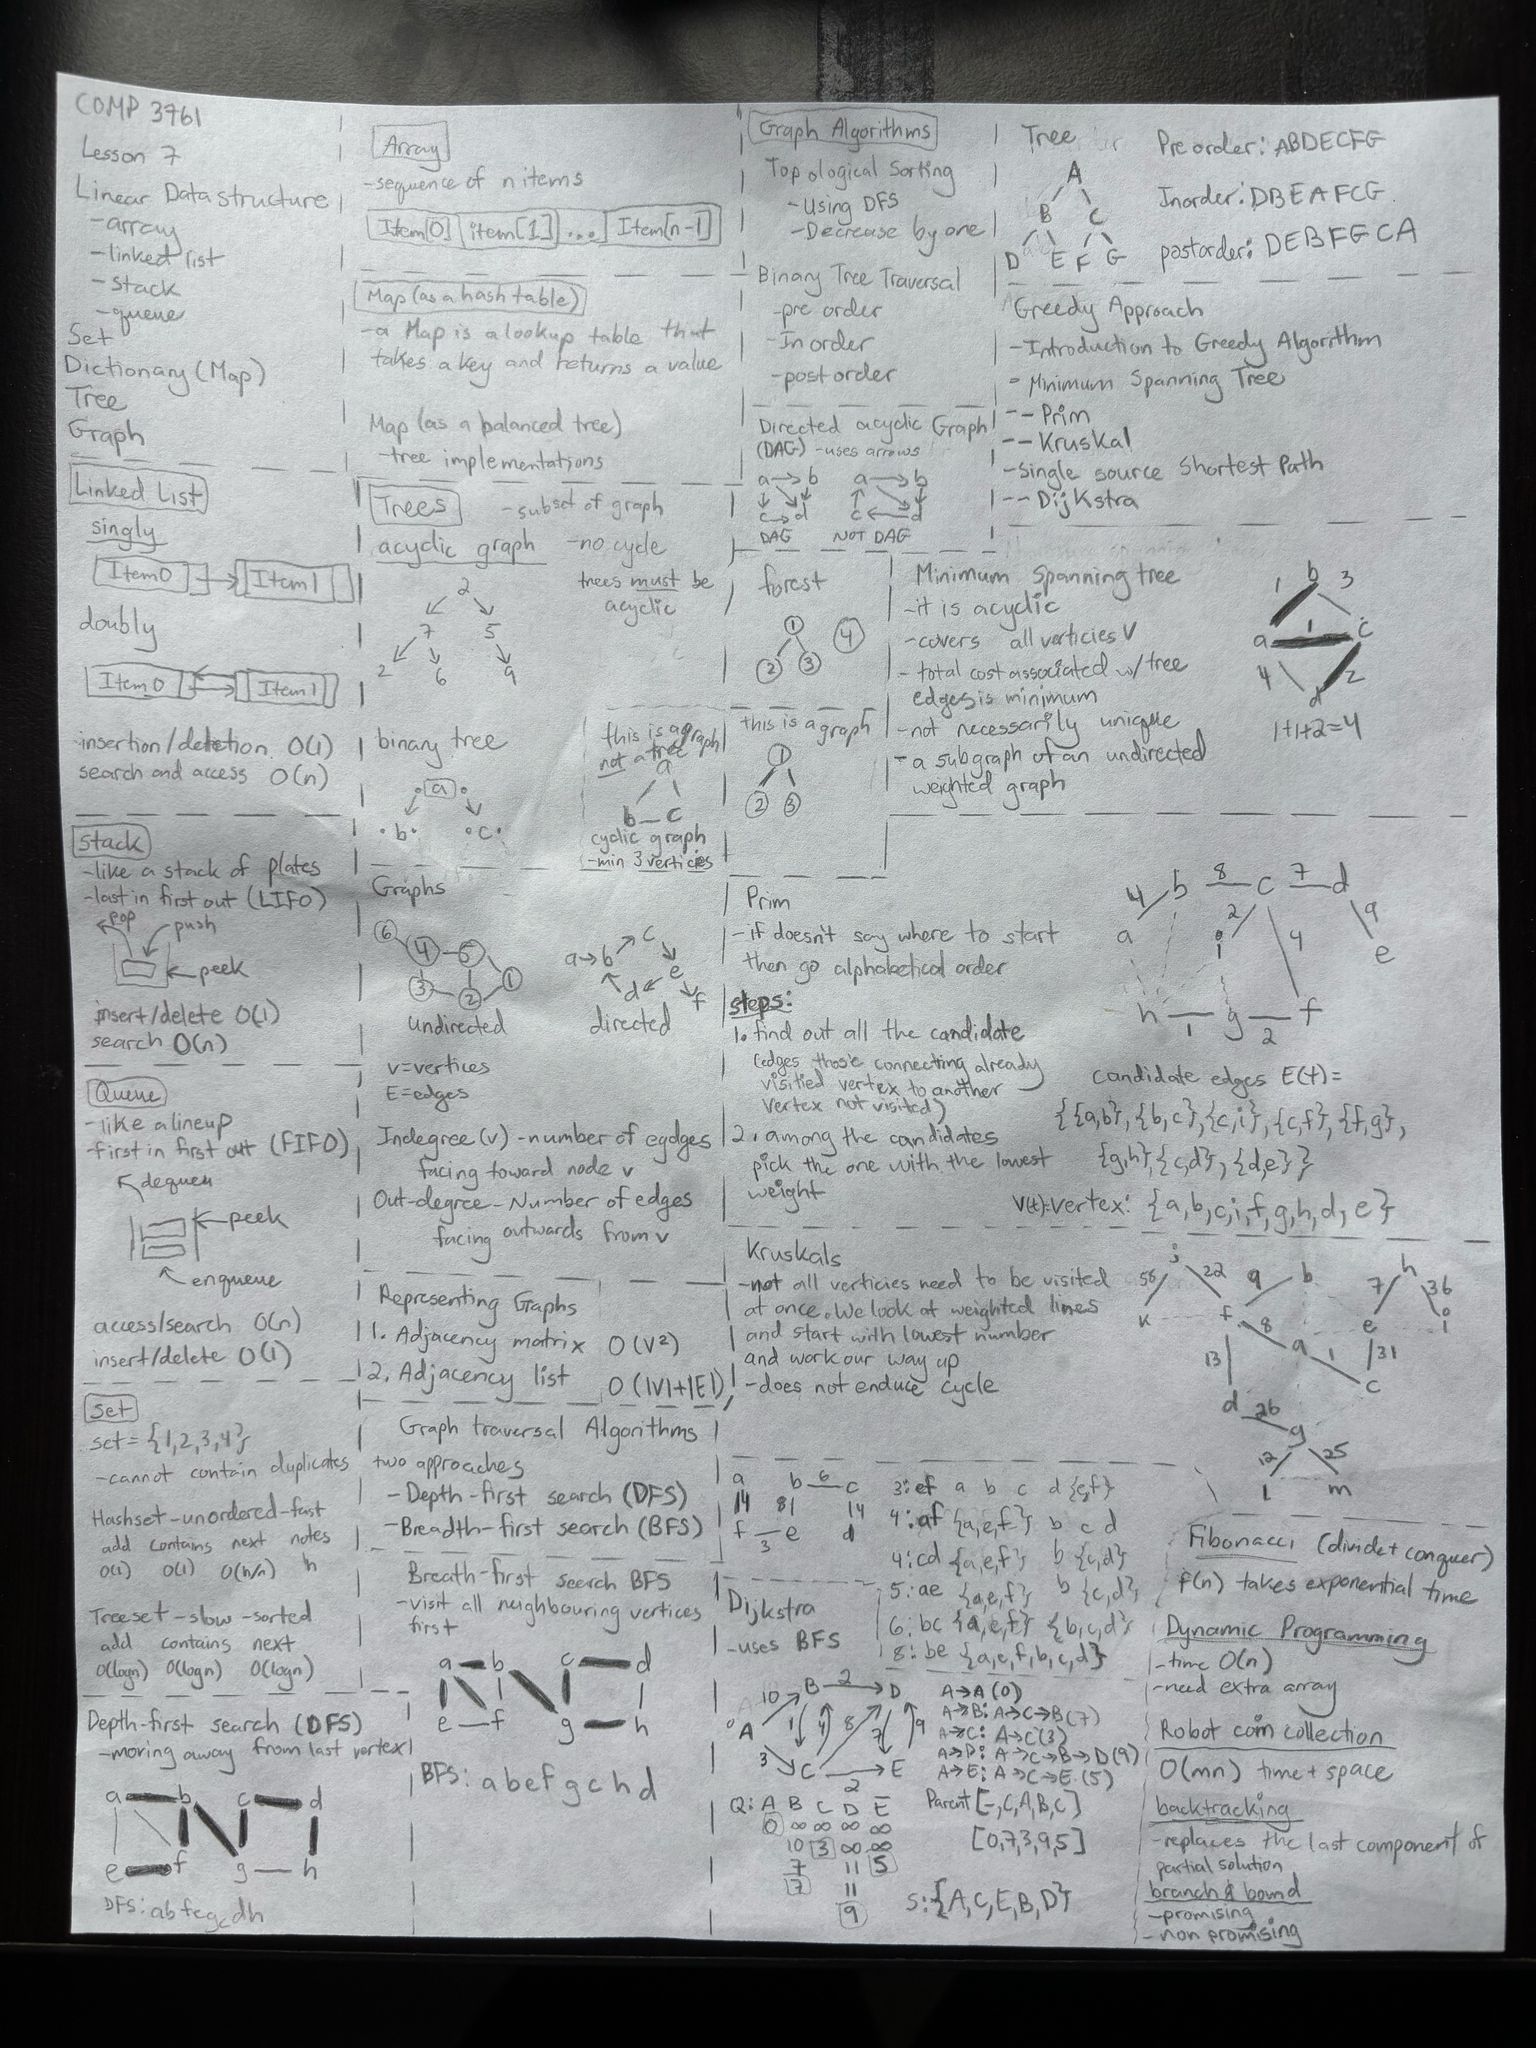 COMP 3761
Lesson 7
Linear Data structure
-array
-linked list
-stack
-queue
Set
Dictionary (Map)
Tree
Graph
Linked List
singly
Item0 Item1
doubly
Item0 Item1
insertion/deletion O(1)
search and access O(n)
Stack
-like a stack of plates
-last in first out (LIFO)
pop push
peek
insert/delete O(1)
search O(n)
Queue
-like a lineup
-first in first out (FIFO)
dequeu
peek
enqueue
access/search O(n)
insert/delete O(1)
Set
set = {1,2,3,4}
-cannot contain duplicates
Hashset-unordered-fast
add contains next notes
O(1) O(1) O(h/n) h
Treeset-slow-sorted
add contains next
O(logn) O(logn) O(logn)
Depth-first search (DFS)
-moving away from last vertex
a b c d
e f g h
DFS: abfegcdh
Array
-sequence of n items
Item[0] item[1] ... Item[n-1]
Map (as a hash table)
-a Map is a lookup table that
takes a key and returns a value
Map (as a balanced tree)
-tree implementations
Trees -subset of graph
acyclic graph -no cycle
trees must be
acyclic
2
7 5
2 6 9
binary tree
a
b c
this is a graph
not a tree
a
b c
cyclic graph
-min 3 verticies
Graphs
6 4 5 1
3 2
undirected
a b c
d e f
directed
V=vertices
E=edges
Indegree (v) -number of egdges
facing toward node v
Out-degree - Number of edges
facing outwards from v
Representing Graphs
1. Adjacency matrix O(V²)
2. Adjacency list O(|V|+|E|)
Graph traversal Algorithms
two approaches
-Depth-first search (DFS)
-Breadth-first search (BFS)
Breath-first search BFS
-visit all neighbouring vertices
first
a b c d
e f g h
BFS: abefgchd
Graph Algorithms
Topological Sorting
-Using DFS
-Decrease by one
Binary Tree Traversal
-pre order
-In order
-post order
Directed acyclic Graph
(DAG) -uses arrows
a b a b
c d c d
DAG NOT DAG
forest
1 4
2 3
this is a graph
1
2 3
Tree
A
B C
D E F G
Pre order: ABDECFG
Inorder: DBEAFCG
postorder: DEBFGCA
Greedy Approach
-Introduction to Greedy Algorithm
- Minimum Spanning Tree
-- Prim
-- Kruskal
-single source Shortest Path
-- Dijkstra
Minimum Spanning tree
-it is acyclic
-covers all verticies V
- total cost associated w/ tree
edges is minimum
-not necessarily unique
- a subgraph of an undirected
weighted graph
b
1 3
a 1 c
4 2
d
1+1+2=4
Prim
-if doesn't say where to start
then go alphabetical order
steps:
1. find out all the candidate
(edges those connecting already
visitied vertex to another
vertex not visited)
2. among the candidates
pick the one with the lowest
weight
4 b 8 c 7 d
a 2 i 4 9 e
h 1 g 2 f
candidate edges E(t)=
{{a,b}, {b,c}, {c,i}, {c,f}, {f,g},
{g,h}, {c,d}, {d,e}}
V(t)=vertex: {a,b,c,i,f,g,h,d,e}
Kruskals
-not all verticies need to be visited
at once. We look at weighted lines
and start with lowest number
and work our way up
-does not enduce cycle
j h
58 22 9 b 7 36
k f e i
8 a
13 1 31
c
d 26
g
12 25
l m
a b 6 c
14 81 14
f 3 e d
3: ef a b c d {e,f}
4: af {a,e,f} b c d
4: cd {a,e,f} b {c,d}
5: ae {a,e,f} b {c,d}
6: bc {a,e,f} {b,c,d}
8: be {a,e,f,b,c,d}
Dijkstra
-uses BFS
10 B 2 D
0 A 1 4 8 7 9
3 C 2 E
A→A (0)
A→B: A→C→B (7)
A→C: A→C (3)
A→D: A→C→B→D (9)
A→E: A→C→E (5)
Q: A B C D E
0 ∞ ∞ ∞ ∞
10 3 ∞ ∞
7 11 5
7 11
9
Parent [-,C,A,B,C]
[0,7,3,9,5]
S: {A,C,E,B,D}
Fibonacci (divide+conquer)
f(n) takes exponential time
Dynamic Programming
-time O(n)
-need extra array
Robot coin collection
O(mn) time + space
backtracking
-replaces the last component of
partial solution
branch & bound
-promising
-non promising